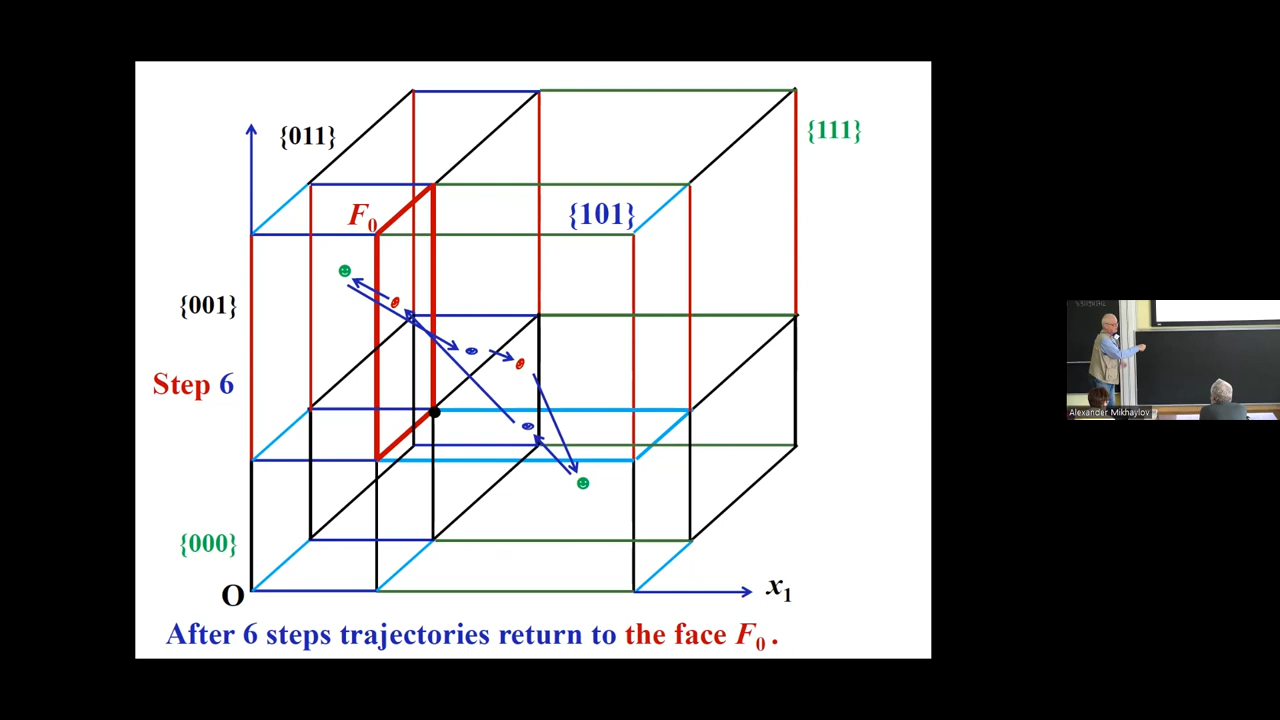 {011}
{111}
F₀
{101}
{001}
Step 6
{000}
O
x₁
After 6 steps trajectories return to the face F₀ .
Alexander Mikhaylov